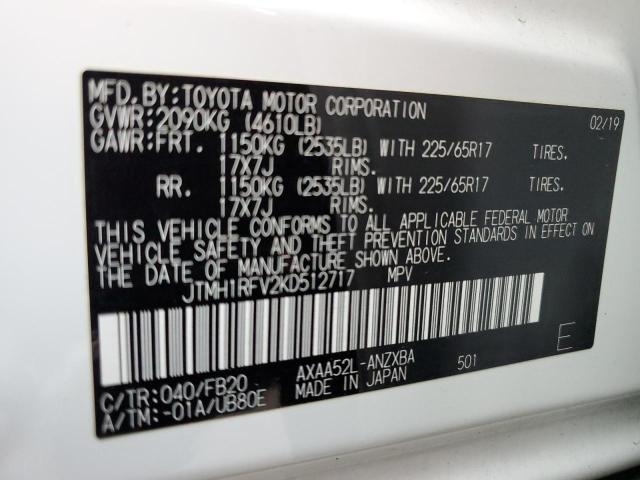 MFD. BY: TOYOTA MOTOR CORPORATION 02/19
GVWR: 2090KG (4610LB)
GAWR: FRT. 1150KG (2535LB) WITH 225/65R17 TIRES.
17X7J RIMS.
RR. 1150KG (2535LB) WITH 225/65R17 TIRES.
17X7J RIMS.
THIS VEHICLE CONFORMS TO ALL APPLICABLE FEDERAL MOTOR
VEHICLE SAFETY AND THEFT PREVENTION STANDARDS IN EFFECT ON
THE DATE OF MANUFACTURE SHOWN ABOVE.
JTMH1RFV2KD512717 MPV
E
AXAA52L-ANZXBA 501
C/TR: 040/FB20 MADE IN JAPAN
A/TM: -01A/UB80E